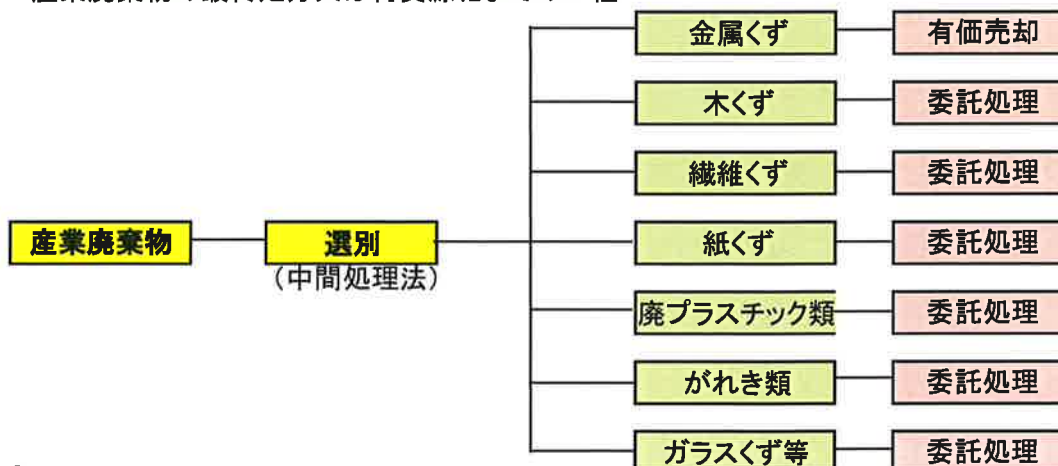 金属くず 有価売却
木くず 委託処理
繊維くず 委託処理
産業廃棄物 選別 紙くず 委託処理
(中間処理法)
廃プラスチック類 委託処理
がれき類 委託処理
ガラスくず等 委託処理